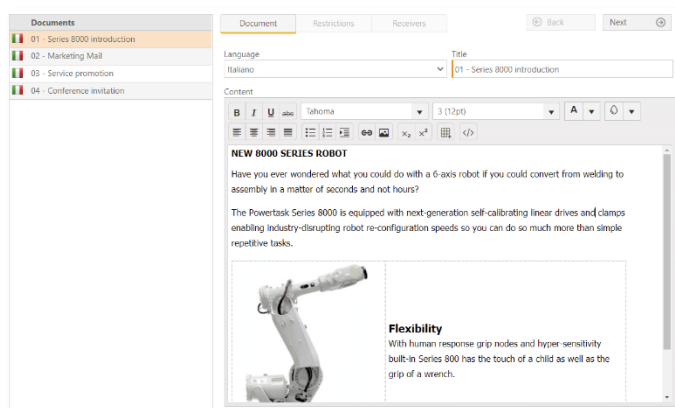 Documents
01 - Series 8000 introduction
02 - Marketing Mail
03 - Service promotion
04 - Conference invitation
Document Restrictions Receivers Back Next
Language Title
Italiano 01 - Series 8000 introduction
Content
B I U abc Tahoma 3 (12pt) A
x₂ x² </>
NEW 8000 SERIES ROBOT
Have you ever wondered what you could do with a 6-axis robot if you could convert from welding to
assembly in a matter of seconds and not hours?
The Powertask Series 8000 is equipped with next-generation self-calibrating linear drives and clamps
enabling industry-disrupting robot re-configuration speeds so you can do so much more than simple
repetitive tasks.
Flexibility
With human response grip nodes and hyper-sensitivity
built-in Series 800 has the touch of a child as well as the
grip of a wrench.